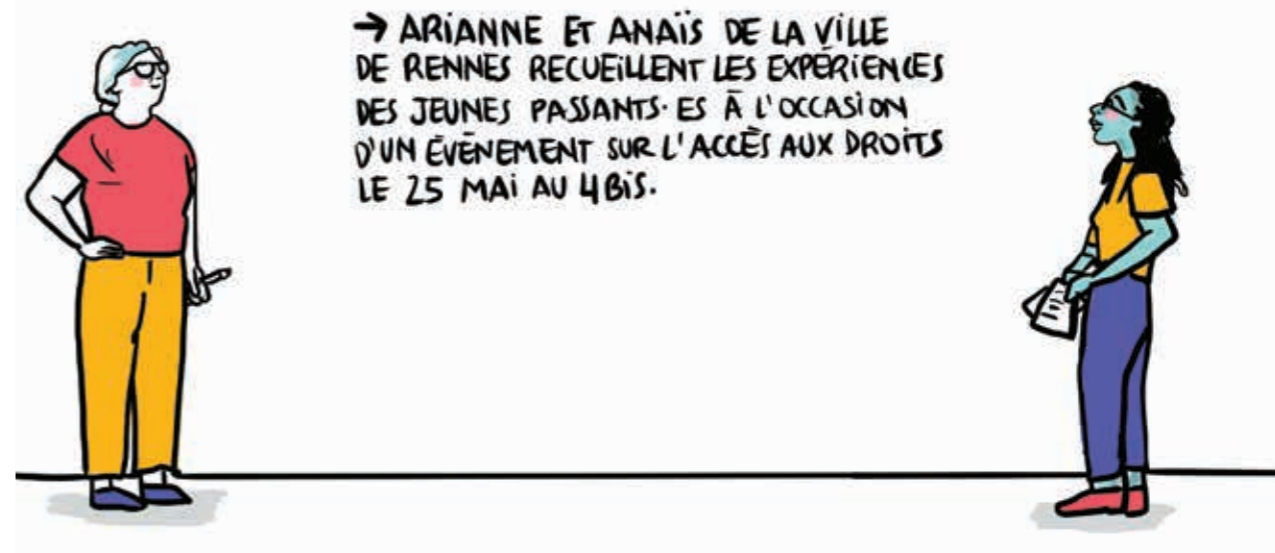 → ARIANNE ET ANAÏS DE LA VILLE
DE RENNES RECUEILLENT LES EXPÉRIENCES
DES JEUNES PASSANTS·ES À L'OCCASION
D'UN ÉVÉNEMENT SUR L'ACCÈS AUX DROITS
LE 25 MAI AU 4BIS.